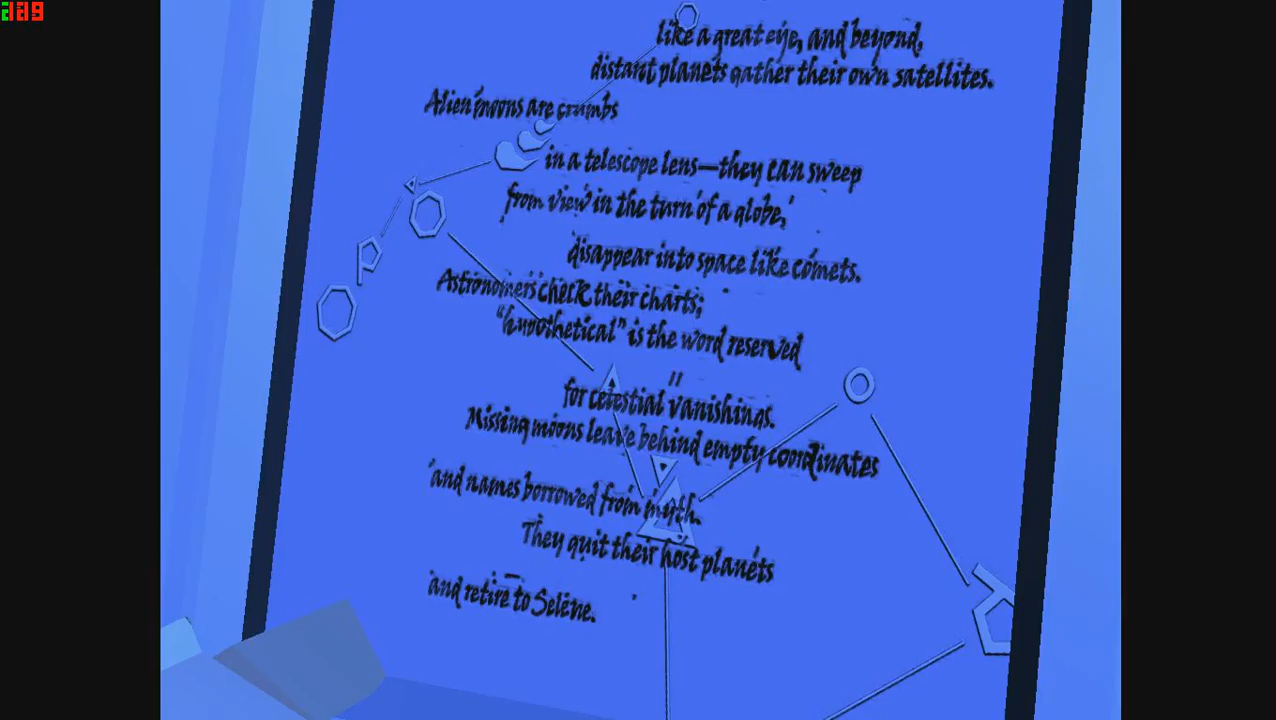 aag
like a great eye, and beyond,
distant planets gather their own satellites.
Alien moons are crumbs
in a telescope lens—they can sweep
from view in the turn of a globe,
disappear into space like comets.
Astronomers check their charts;
"hypothetical" is the word reserved
for celestial vanishings.
Missing moons leave behind empty coordinates
and names borrowed from myth.
They quit their host planets
and retire to Selene.